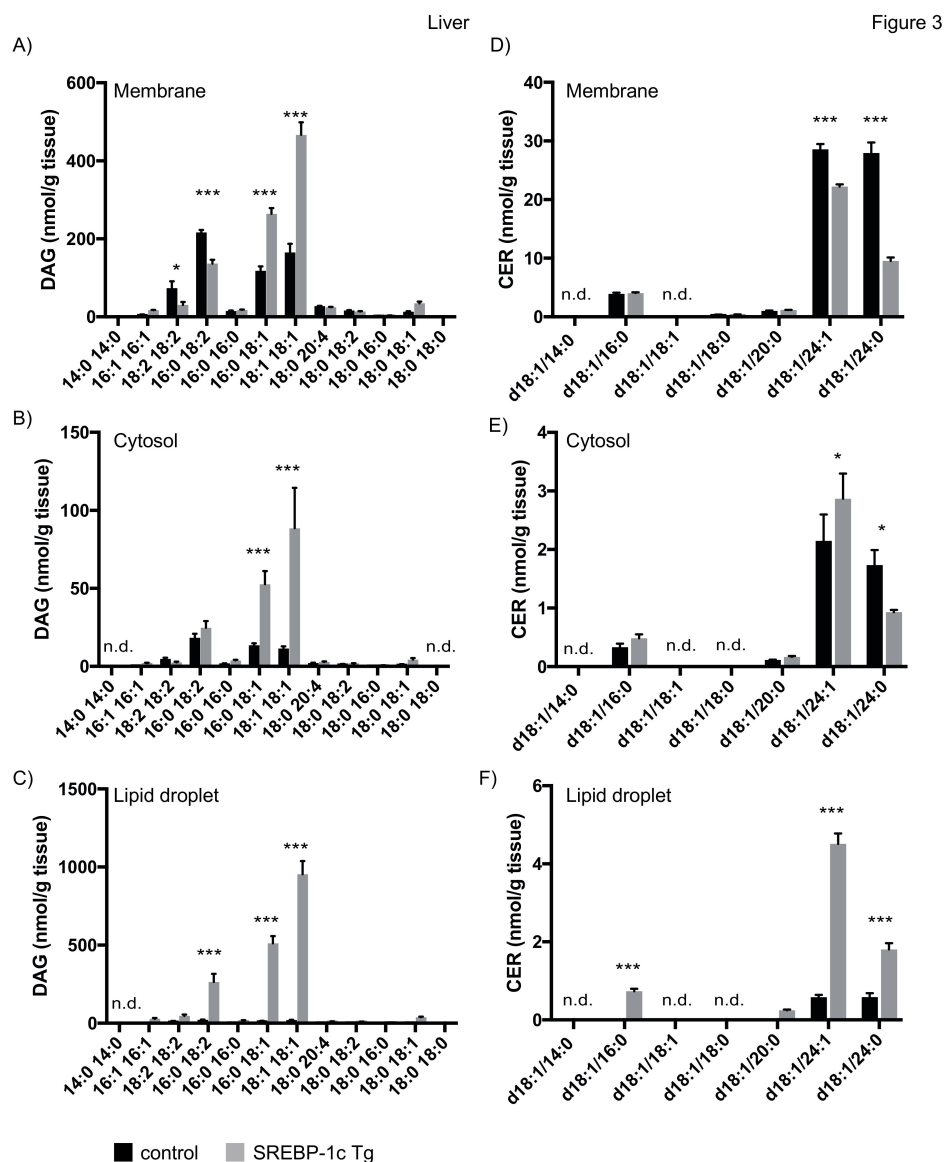 Liver
Figure 3
A)
Membrane
DAG (nmol/g tissue)
600
400
200
0
*
***
***
***
14:0 14:0
16:1 16:1
18:2 18:2
16:0 18:2
16:0 16:0
16:0 18:1
18:1 18:1
18:0 20:4
18:0 18:2
18:0 16:0
18:0 18:1
18:0 18:0
D)
Membrane
CER (nmol/g tissue)
40
30
20
10
0
n.d.
n.d.
***
***
d18:1/14:0
d18:1/16:0
d18:1/18:1
d18:1/18:0
d18:1/20:0
d18:1/24:1
d18:1/24:0
B)
Cytosol
DAG (nmol/g tissue)
150
100
50
0
n.d.
***
***
n.d.
14:0 14:0
16:1 16:1
18:2 18:2
16:0 18:2
16:0 16:0
16:0 18:1
18:1 18:1
18:0 20:4
18:0 18:2
18:0 16:0
18:0 18:1
18:0 18:0
E)
Cytosol
CER (nmol/g tissue)
4
3
2
1
0
n.d.
n.d.
n.d.
*
*
d18:1/14:0
d18:1/16:0
d18:1/18:1
d18:1/18:0
d18:1/20:0
d18:1/24:1
d18:1/24:0
C)
Lipid droplet
DAG (nmol/g tissue)
1500
1000
500
0
n.d.
***
***
***
14:0 14:0
16:1 16:1
18:2 18:2
16:0 18:2
16:0 16:0
16:0 18:1
18:1 18:1
18:0 20:4
18:0 18:2
18:0 16:0
18:0 18:1
18:0 18:0
F)
Lipid droplet
CER (nmol/g tissue)
6
4
2
0
n.d.
***
n.d.
n.d.
***
***
d18:1/14:0
d18:1/16:0
d18:1/18:1
d18:1/18:0
d18:1/20:0
d18:1/24:1
d18:1/24:0
control
SREBP-1c Tg